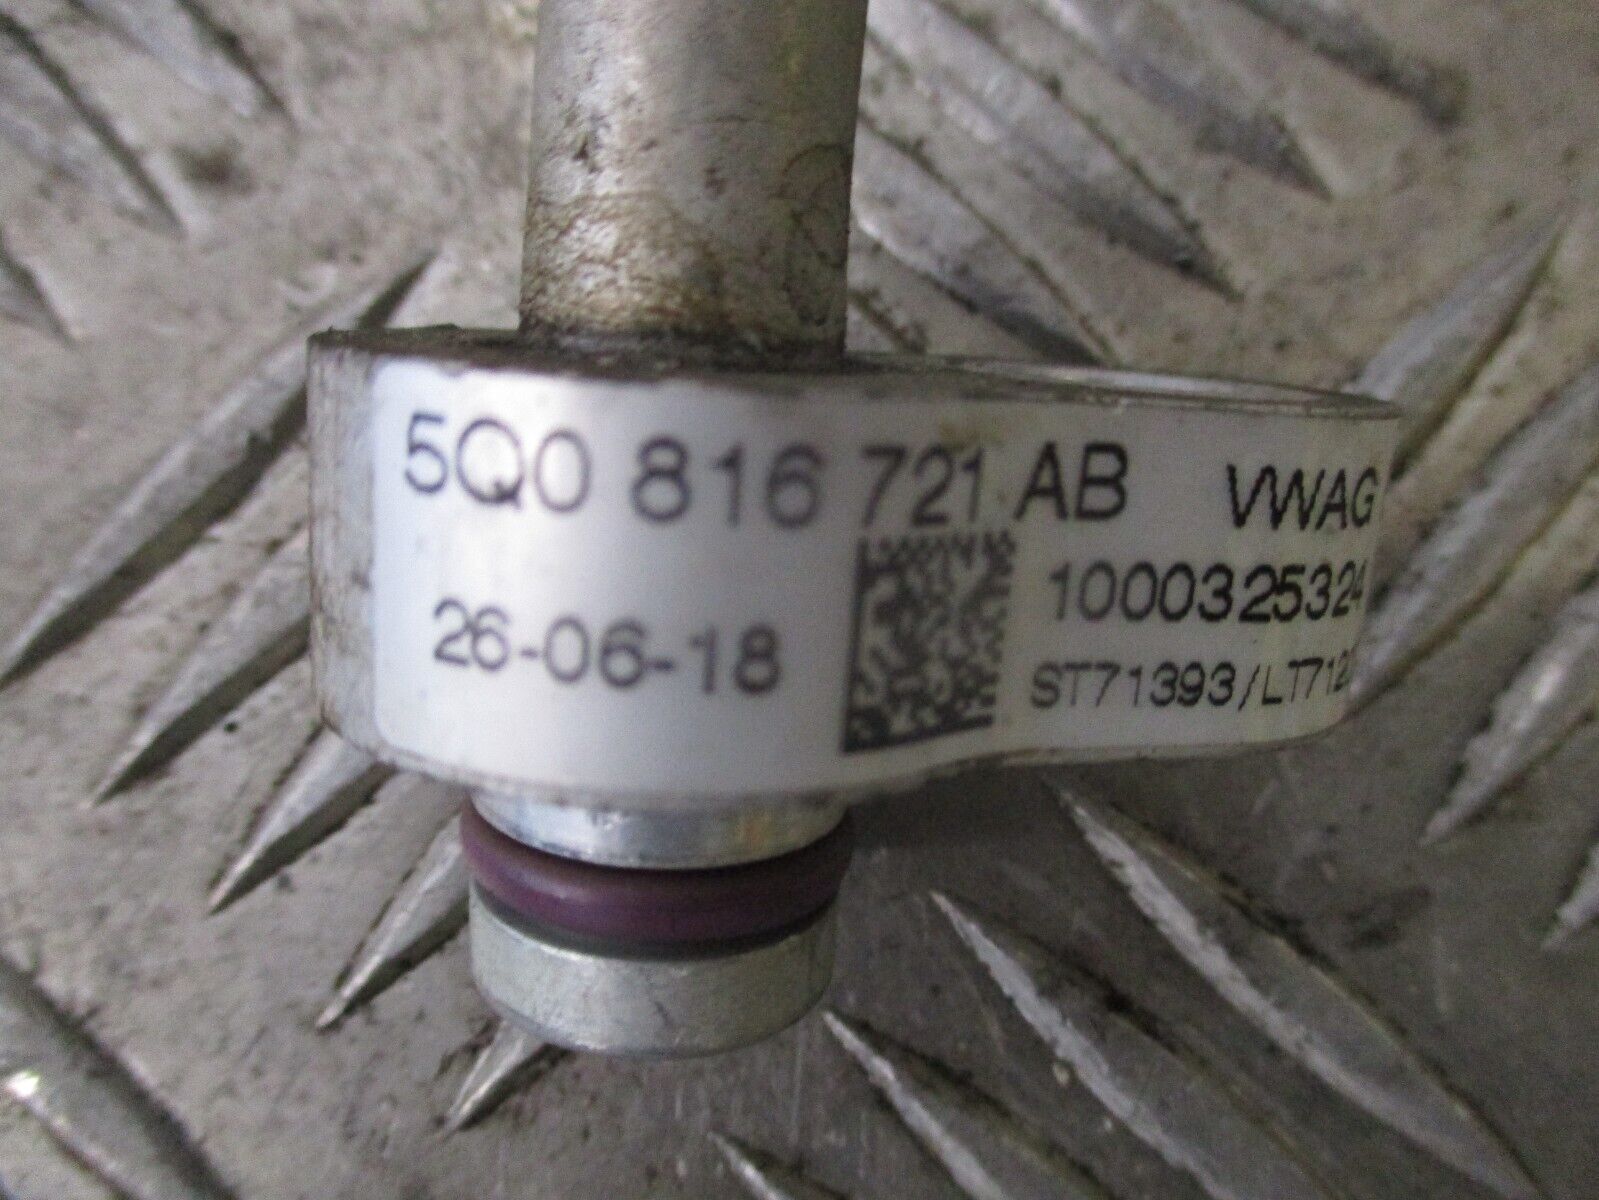 5Q0 816 721 AB VWAG
26-06-18 1000325324
ST71393/LT712